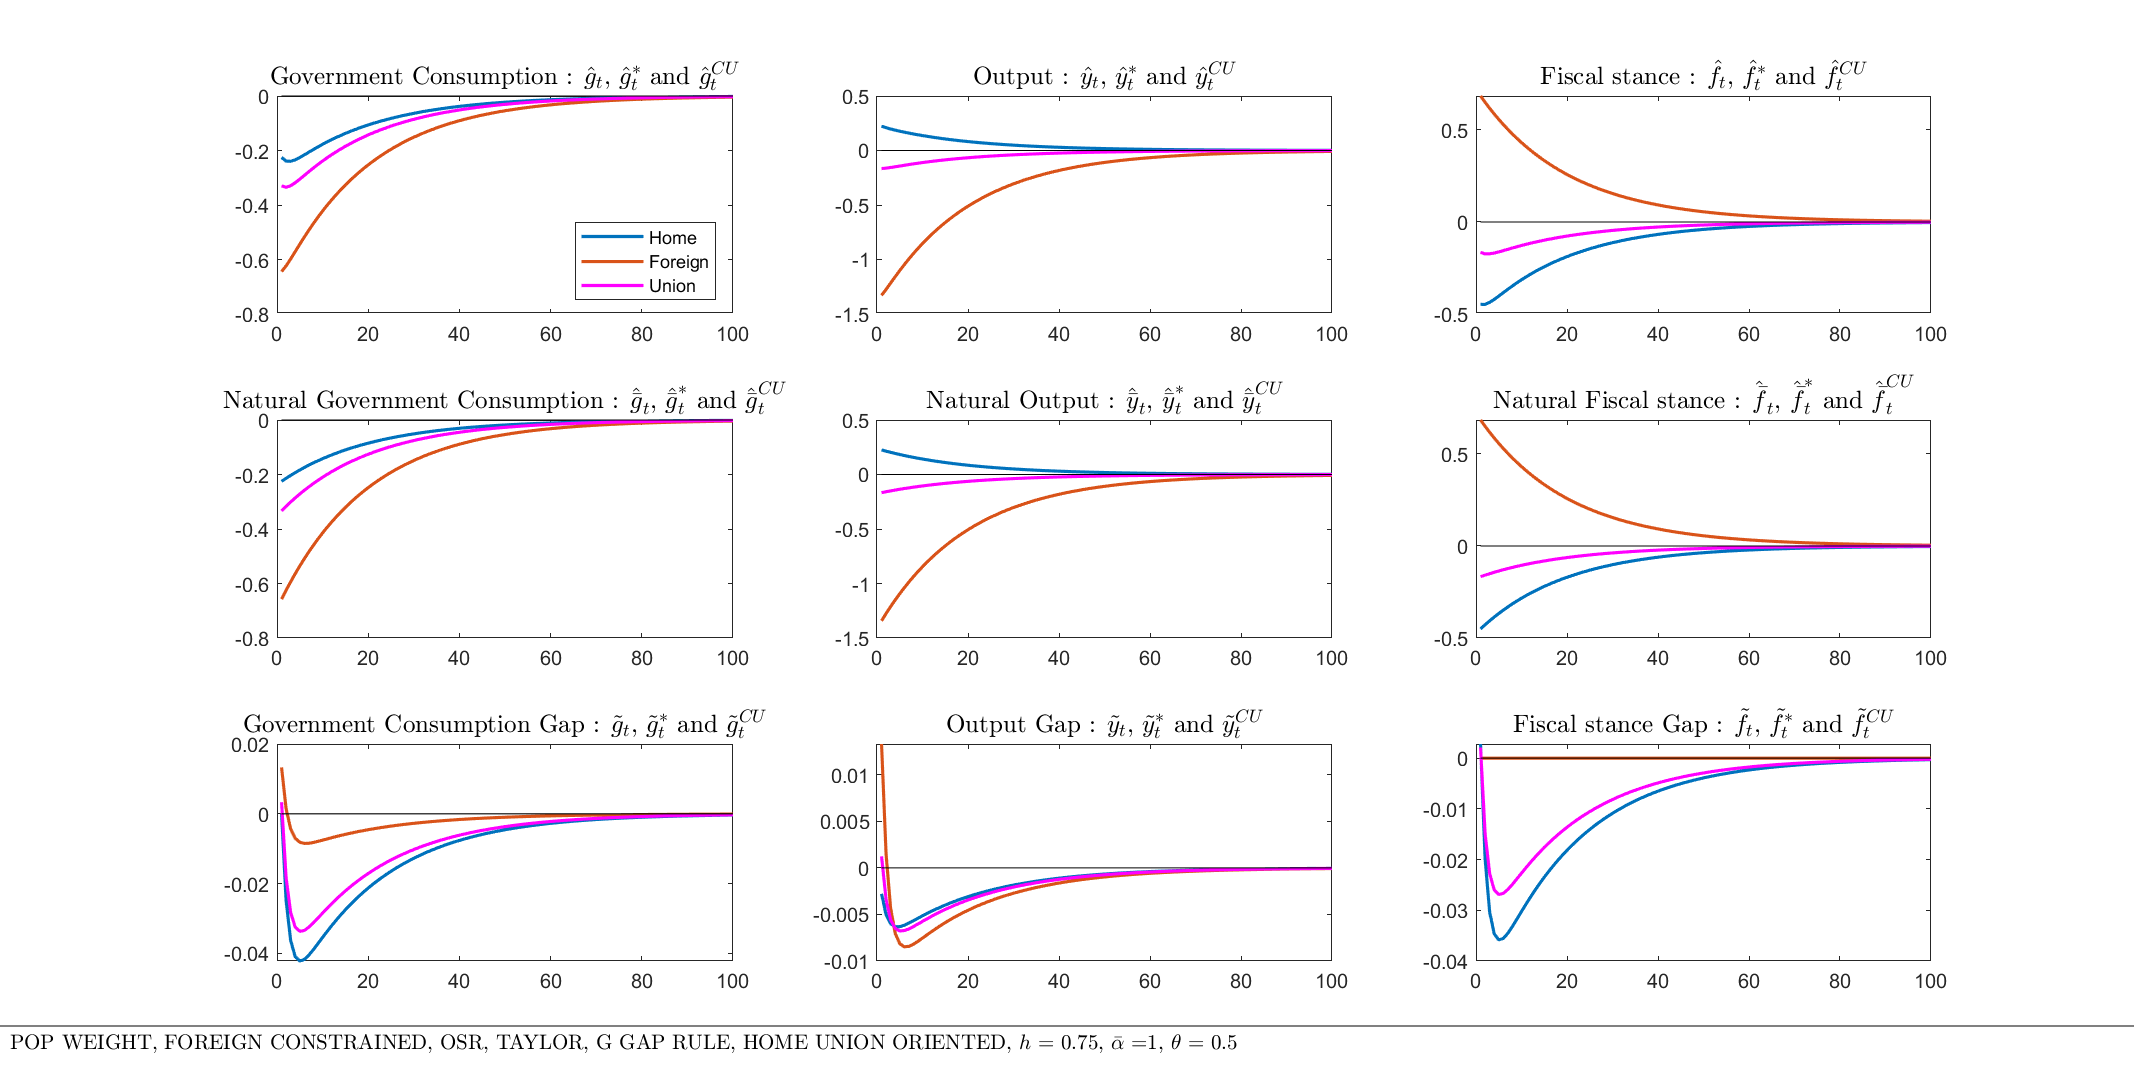 Government Consumption : ĝₜ, ĝₜ* and ĝₜᶜᵁ
Output : ŷₜ, ŷₜ* and ŷₜᶜᵁ
Fiscal stance : f̂ₜ, f̂ₜ* and f̂ₜᶜᵁ
0
-0.2
-0.4
-0.6
-0.8
0 20 40 60 80 100
Home
Foreign
Union
0.5
0
-0.5
-1
-1.5
0 20 40 60 80 100
0.5
0
-0.5
0 20 40 60 80 100
Natural Government Consumption : ḡ̂ₜ, ḡ̂ₜ* and ḡ̂ₜᶜᵁ
Natural Output : ȳ̂ₜ, ȳ̂ₜ* and ȳ̂ₜᶜᵁ
Natural Fiscal stance : f̄̂ₜ, f̄̂ₜ* and f̄̂ₜᶜᵁ
0
-0.2
-0.4
-0.6
-0.8
0 20 40 60 80 100
0.5
0
-0.5
-1
-1.5
0 20 40 60 80 100
0.5
0
-0.5
0 20 40 60 80 100
Government Consumption Gap : g̃ₜ, g̃ₜ* and g̃ₜᶜᵁ
Output Gap : ỹₜ, ỹₜ* and ỹₜᶜᵁ
Fiscal stance Gap : f̃ₜ, f̃ₜ* and f̃ₜᶜᵁ
0.02
0
-0.02
-0.04
0 20 40 60 80 100
0.01
0.005
0
-0.005
-0.01
0 20 40 60 80 100
0
-0.01
-0.02
-0.03
-0.04
0 20 40 60 80 100
POP WEIGHT, FOREIGN CONSTRAINED, OSR, TAYLOR, G GAP RULE, HOME UNION ORIENTED, h = 0.75, ᾱ =1, θ = 0.5